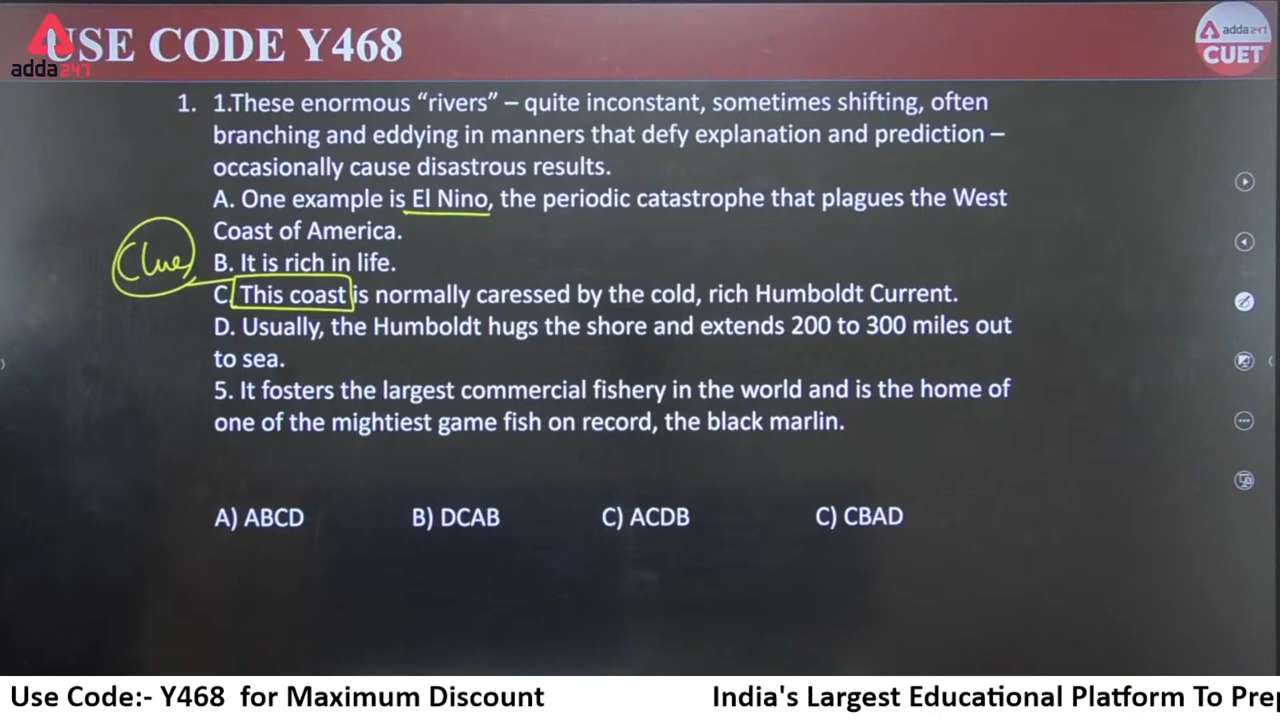 USE CODE Y468
adda247
adda247
CUET
1. 1.These enormous “rivers” – quite inconstant, sometimes shifting, often
branching and eddying in manners that defy explanation and prediction –
occasionally cause disastrous results.
A. One example is El Nino, the periodic catastrophe that plagues the West
Coast of America.
Clue
B. It is rich in life.
C. This coast is normally caressed by the cold, rich Humboldt Current.
D. Usually, the Humboldt hugs the shore and extends 200 to 300 miles out
to sea.
5. It fosters the largest commercial fishery in the world and is the home of
one of the mightiest game fish on record, the black marlin.
A) ABCD B) DCAB C) ACDB C) CBAD
Use Code:- Y468 for Maximum Discount India's Largest Educational Platform To Prep